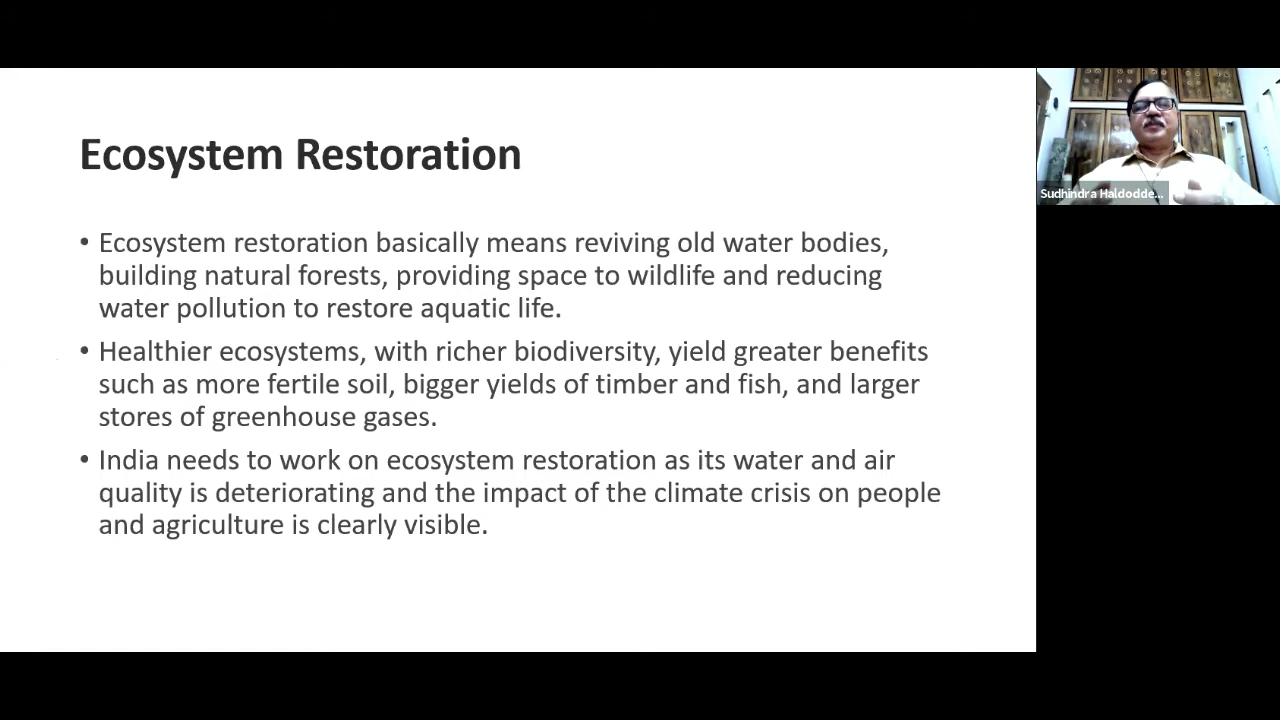 Ecosystem Restoration
• Ecosystem restoration basically means reviving old water bodies,
building natural forests, providing space to wildlife and reducing
water pollution to restore aquatic life.
• Healthier ecosystems, with richer biodiversity, yield greater benefits
such as more fertile soil, bigger yields of timber and fish, and larger
stores of greenhouse gases.
• India needs to work on ecosystem restoration as its water and air
quality is deteriorating and the impact of the climate crisis on people
and agriculture is clearly visible.
Sudhindra Haldodde...